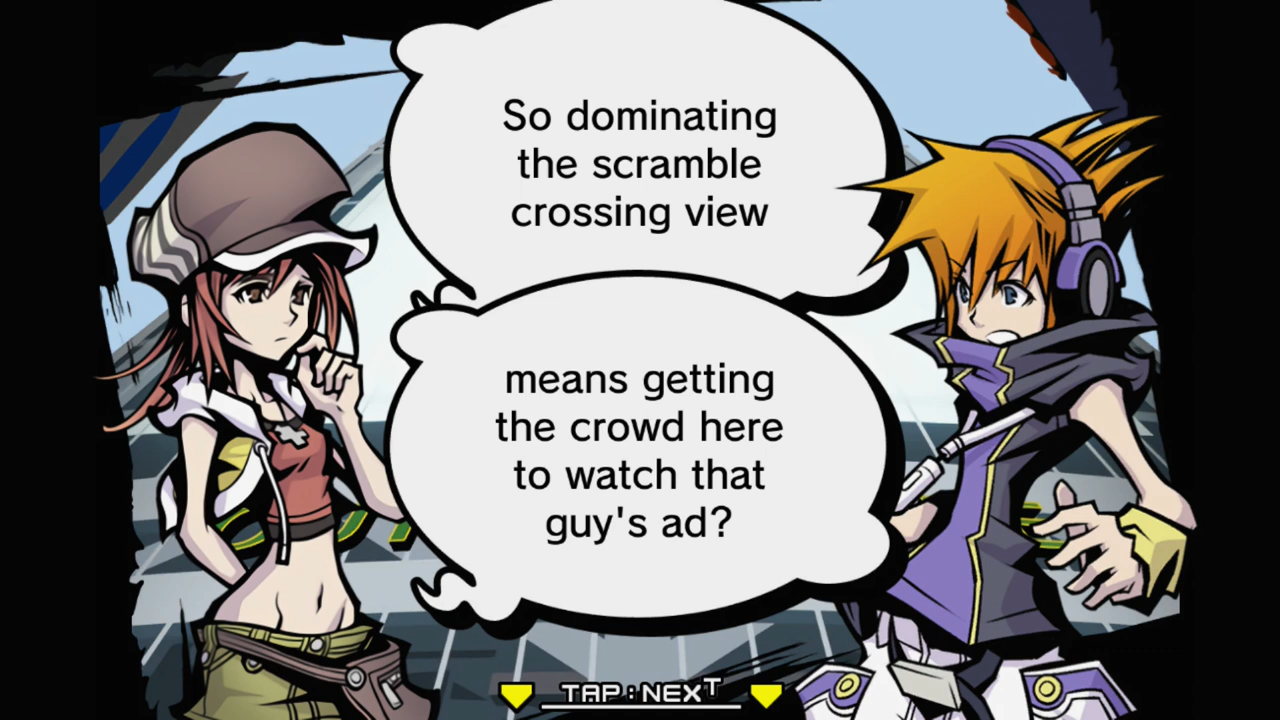 So dominating
the scramble
crossing view
means getting
the crowd here
to watch that
guy's ad?
TAP:NEXT